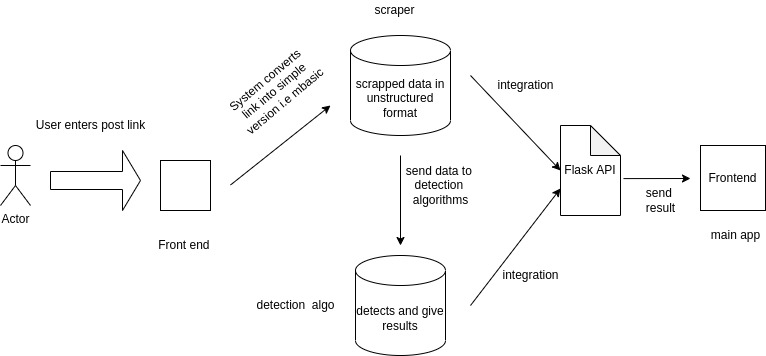 scraper
System converts
link into simple
version i.e mbasic
scrapped data in
unstructured
format
integration
User enters post link
Actor
Front end
send data to
detection
algorithms
Flask API
send
result
Frontend
main app
integration
detection  algo
detects and give
results